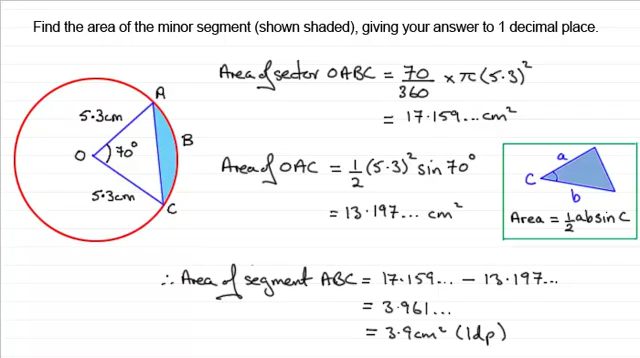 Find the area of the minor segment (shown shaded), giving your answer to 1 decimal place.
A
5.3cm
O
70°
B
5.3cm
C
Area of sector OABC = 70/360 × π(5.3)²
= 17.159... cm²
Area of OAC = 1/2 (5.3)² sin 70°
= 13.197... cm²
a
C
b
Area = 1/2 ab sin C
∴ Area of segment ABC = 17.159... − 13.197...
= 3.961...
= 3.9cm² (1dp)